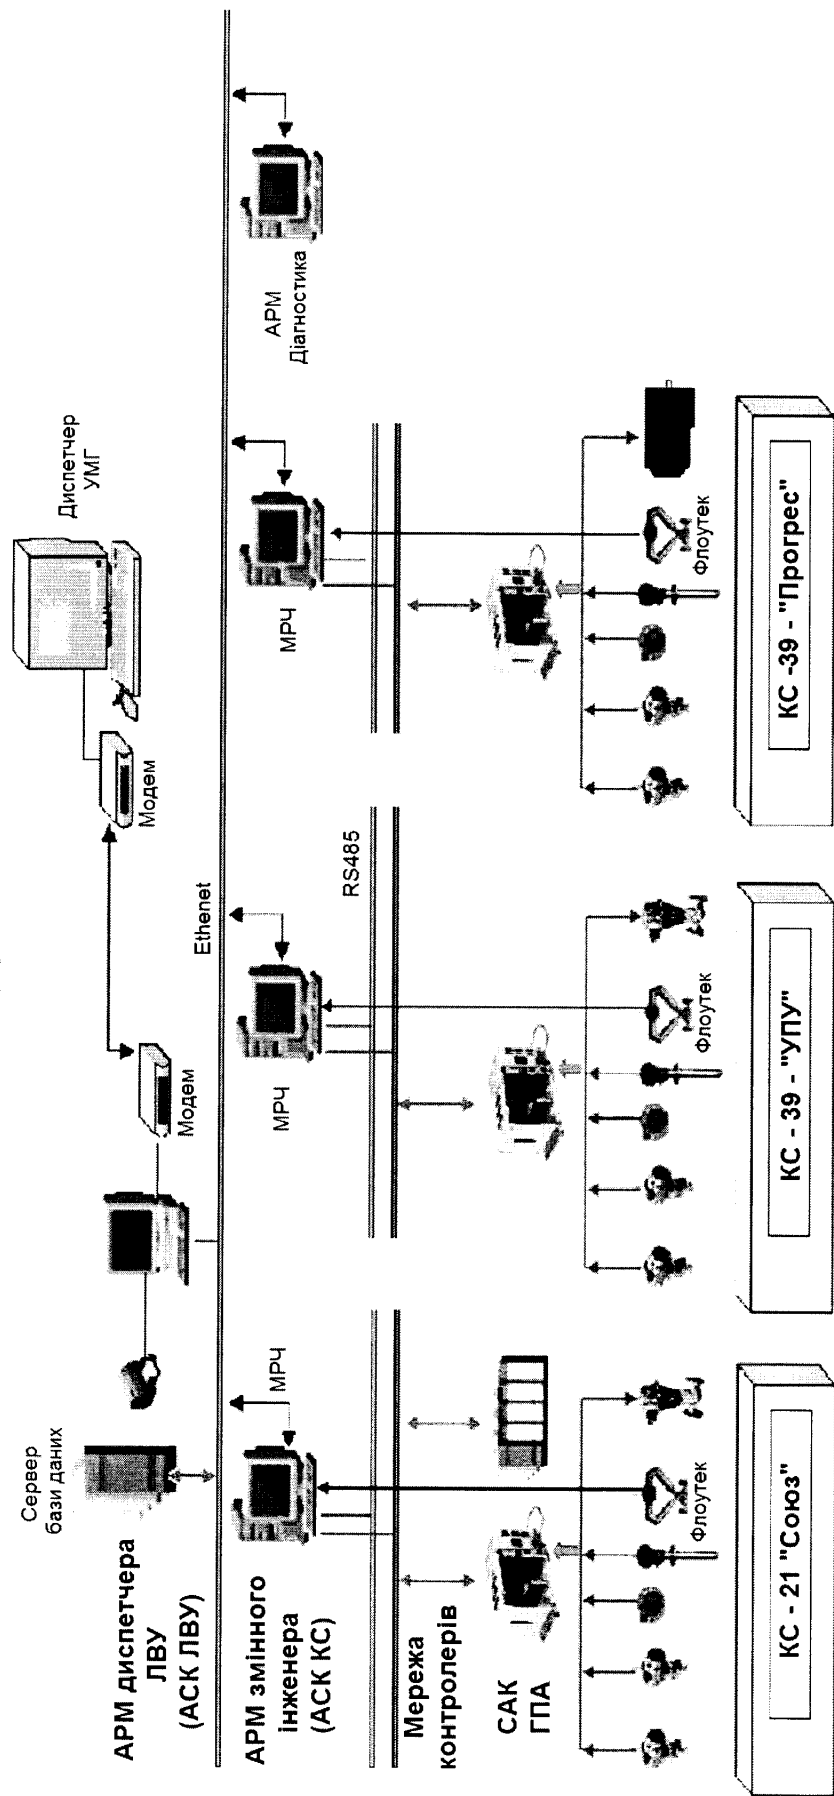 Диспетчер
УМГ
Модем
Модем
Сервер
бази даних
АРМ диспетчера
ЛВУ
(АСК ЛВУ)
Ethenet
АРМ змінного
інженера
(АСК КС)
МРЧ
МРЧ
МРЧ
АРМ
Діагностика
RS485
Мережа
контролерів
САК
ГПА
Флоутек
Флоутек
Флоутек
КС - 21 "Союз"
КС - 39 - "УПУ"
КС -39 - "Прогрес"